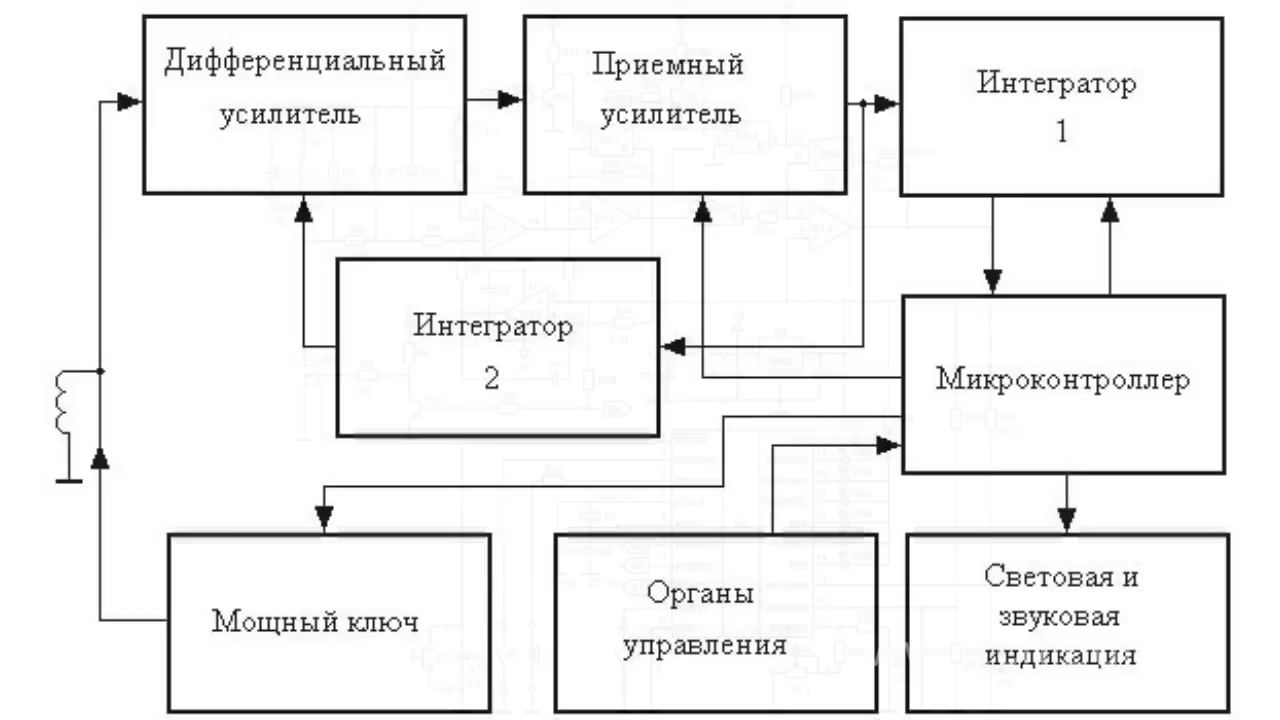 Дифференциальный
усилитель
Приемный
усилитель
Интегратор
1
Интегратор
2
Микроконтроллер
Мощный ключ
Органы
управления
Световая и
звуковая
индикация